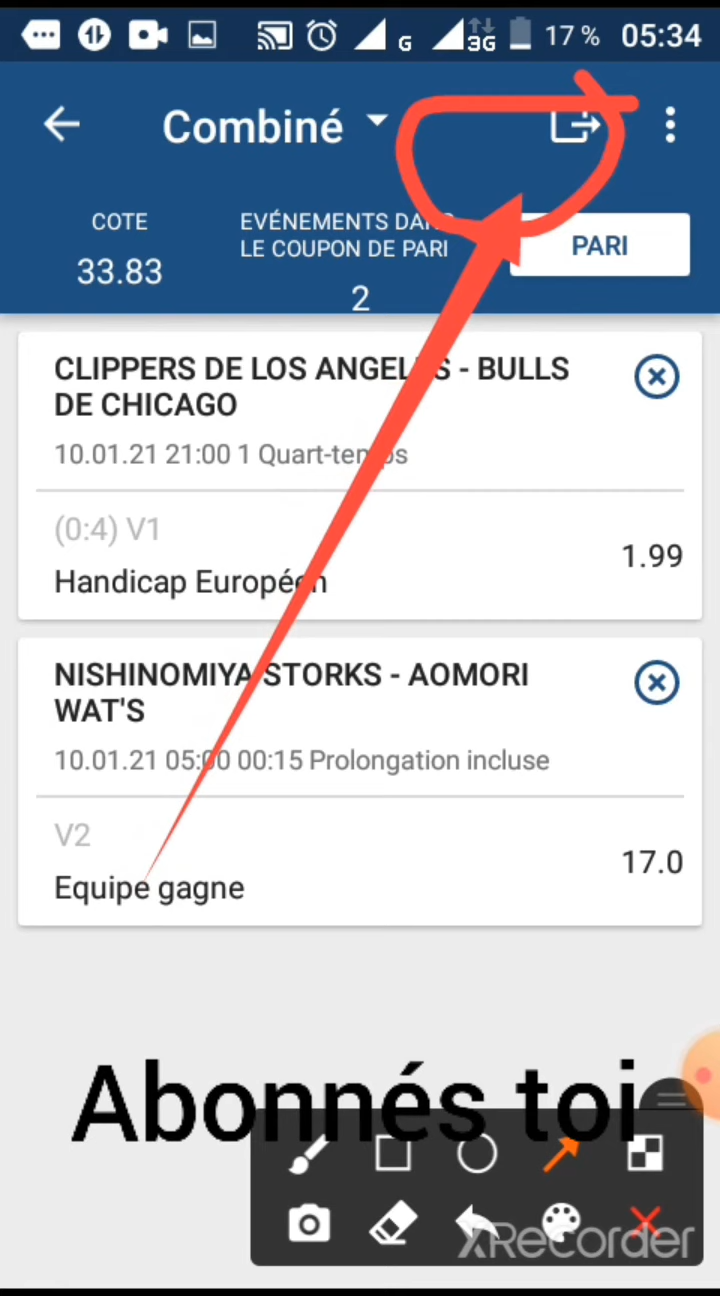 G 3G 17 % 05:34
Combiné
COTE
33.83
EVÉNEMENTS DANS
LE COUPON DE PARI
2
PARI
CLIPPERS DE LOS ANGELES - BULLS
DE CHICAGO
10.01.21 21:00 1 Quart-temps
(0:4) V1
Handicap Européen
1.99
NISHINOMIYA STORKS - AOMORI
WAT'S
10.01.21 05:00 00:15 Prolongation incluse
V2
Equipe gagne
17.0
Abonnés toi
XRecorder